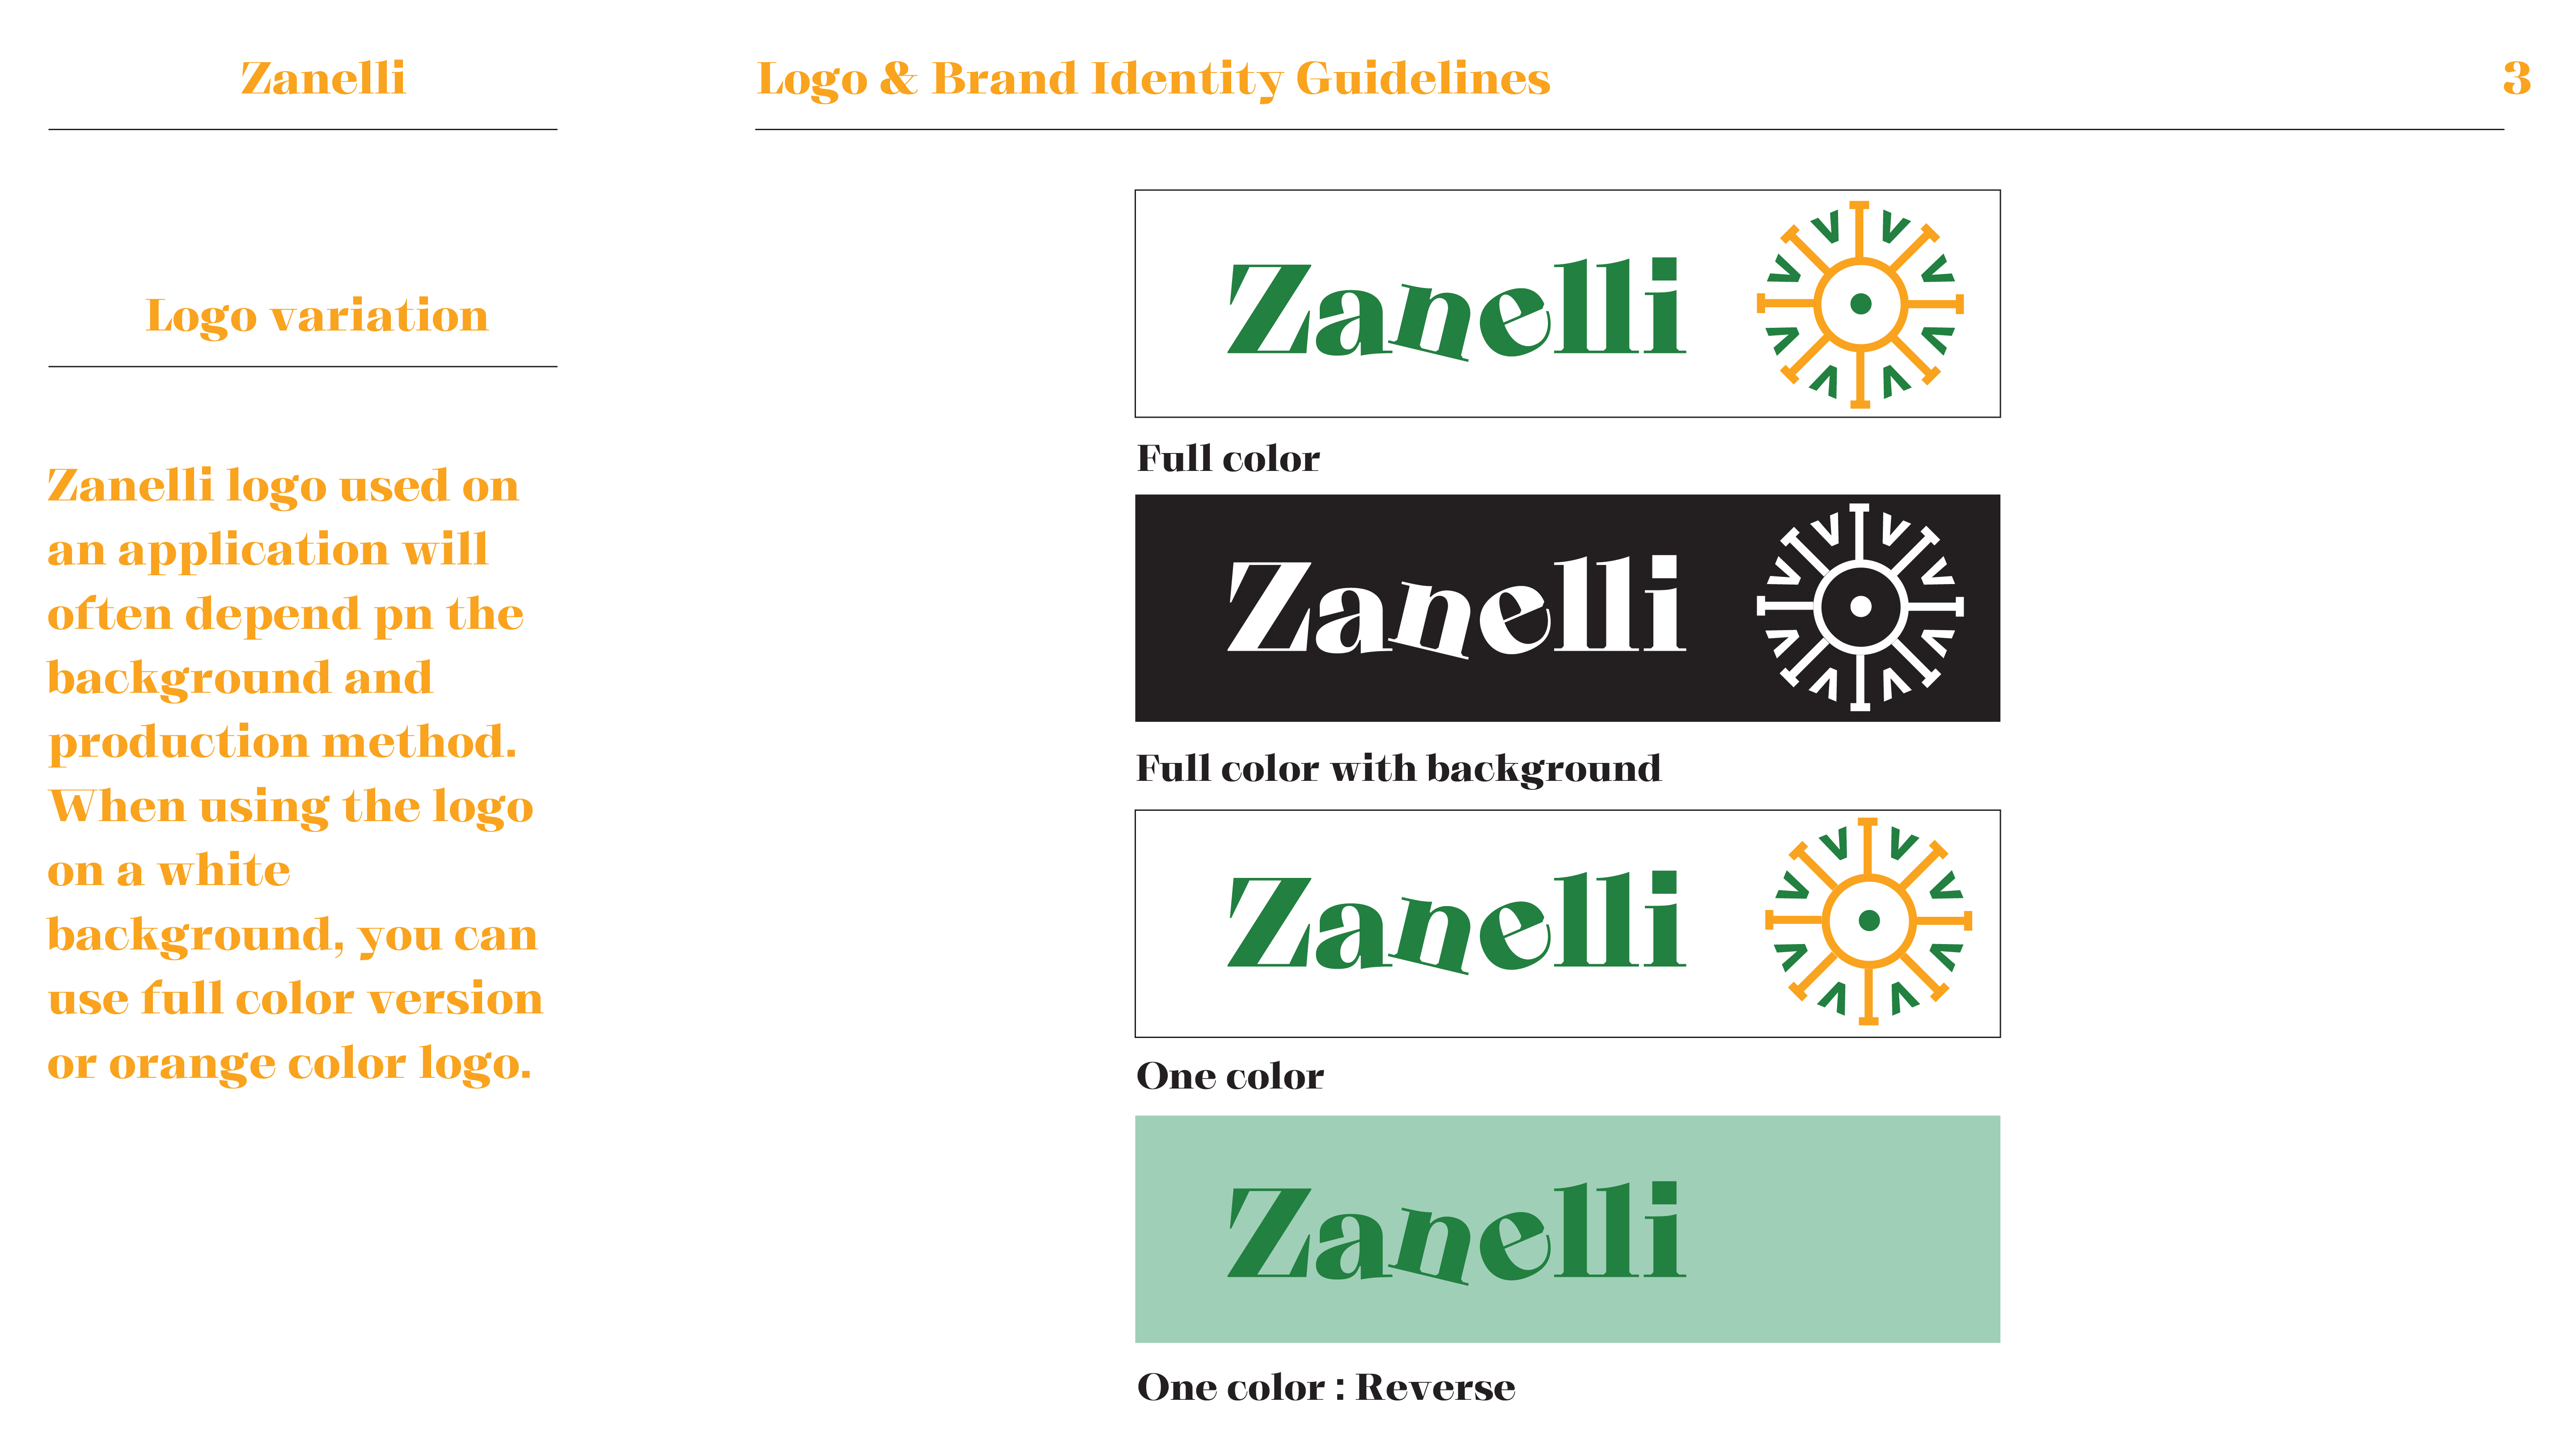 Zanelli
Logo & Brand Identity Guidelines
3
Logo variation
Zanelli logo used on
an application will
often depend pn the
background and
production method.
When using the logo
on a white
background, you can
use full color version
or orange color logo.
Zanelli
Full color
Zanelli
Full color with background
Zanelli
One color
Zanelli
One color : Reverse